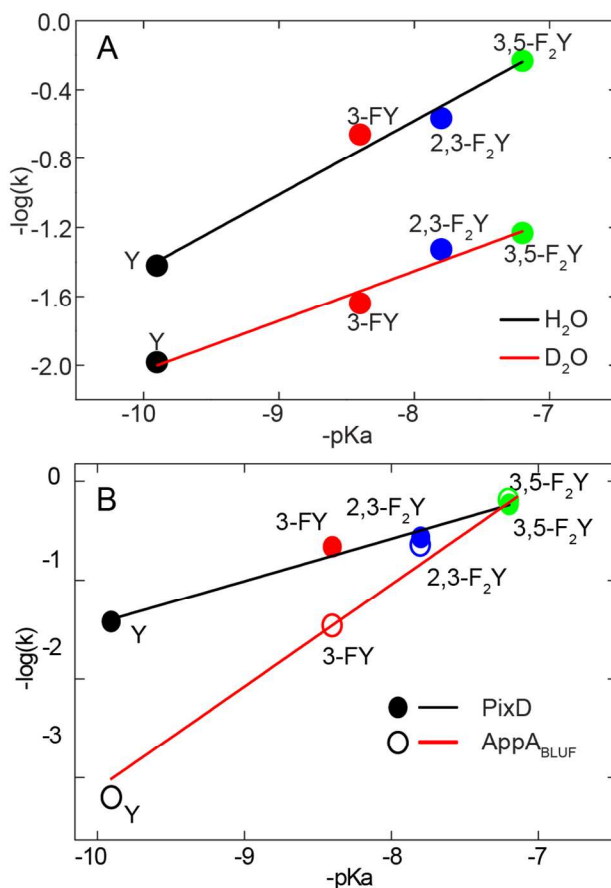 A
0.0
-0.4
-0.8
-1.2
-1.6
-2.0
-log(k)
3,5-F₂Y
3-FY
2,3-F₂Y
Y
2,3-F₂Y
3,5-F₂Y
Y
3-FY
H₂O
D₂O
-10
-9
-8
-7
-pKa
B
0
-1
-2
-3
-log(k)
3,5-F₂Y
2,3-F₂Y
3-FY
3,5-F₂Y
2,3-F₂Y
Y
3-FY
PixD
AppA_BLUF
Y
-10
-9
-8
-7
-pKa